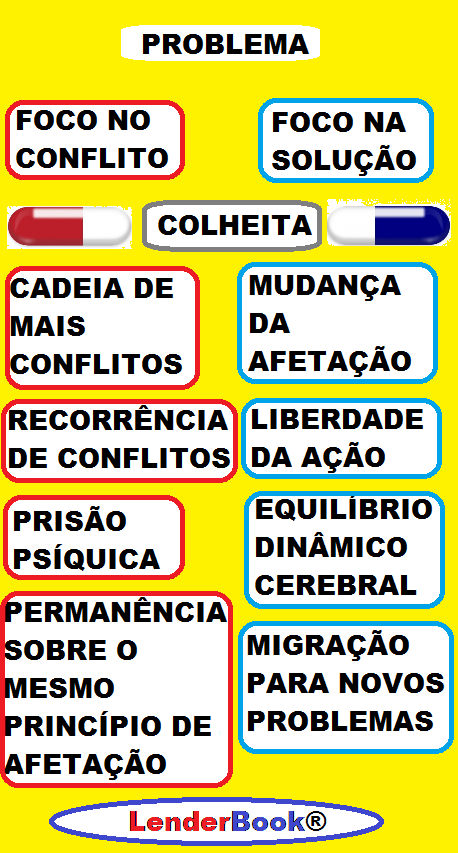 PROBLEMA
FOCO NO
CONFLITO
FOCO NA
SOLUÇÃO
COLHEITA
CADEIA DE
MAIS
CONFLITOS
MUDANÇA
DA
AFETAÇÃO
RECORRÊNCIA
DE CONFLITOS
LIBERDADE
DA AÇÃO
PRISÃO
PSÍQUICA
EQUILÍBRIO
DINÂMICO
CEREBRAL
PERMANÊNCIA
SOBRE O
MESMO
PRINCÍPIO DE
AFETAÇÃO
MIGRAÇÃO
PARA NOVOS
PROBLEMAS
LenderBook®